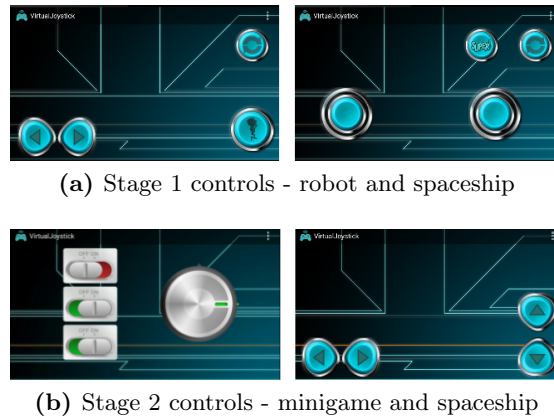 VirtualJoystick
VirtualJoystick
SUPER
(a) Stage 1 controls - robot and spaceship
VirtualJoystick
OFF ON
OFF ON
OFF ON
VirtualJoystick
(b) Stage 2 controls - minigame and spaceship